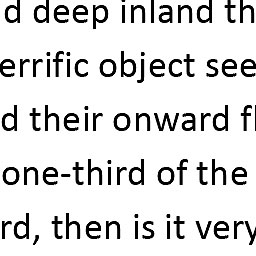 d deep inland th
errific object see
d their onward fl
one-third of the
rd, then is it very